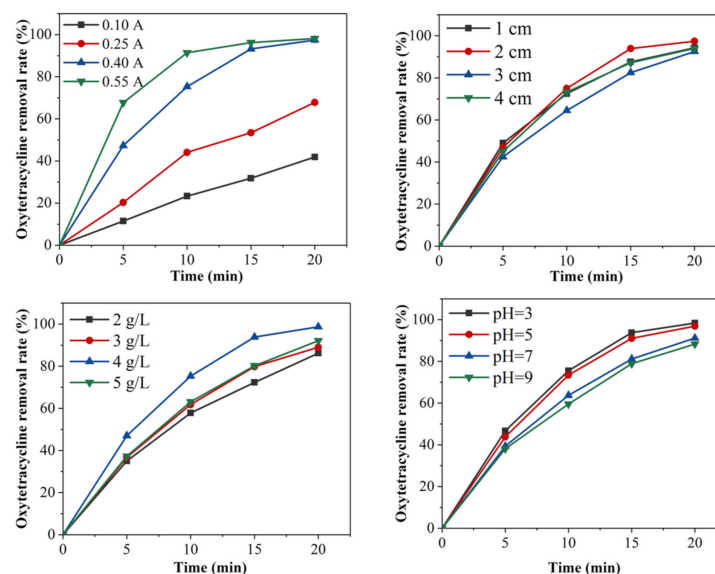 Oxytetracycline removal rate (%)
100
80
60
40
20
0
0.10 A
0.25 A
0.40 A
0.55 A
0 5 10 15 20
Time (min)
Oxytetracycline removal rate (%)
100
80
60
40
20
0
1 cm
2 cm
3 cm
4 cm
0 5 10 15 20
Time (min)
Oxytetracycline removal rate (%)
100
80
60
40
20
0
2 g/L
3 g/L
4 g/L
5 g/L
0 5 10 15 20
Time (min)
Oxytetracycline removal rate (%)
100
80
60
40
20
0
pH=3
pH=5
pH=7
pH=9
0 5 10 15 20
Time (min)